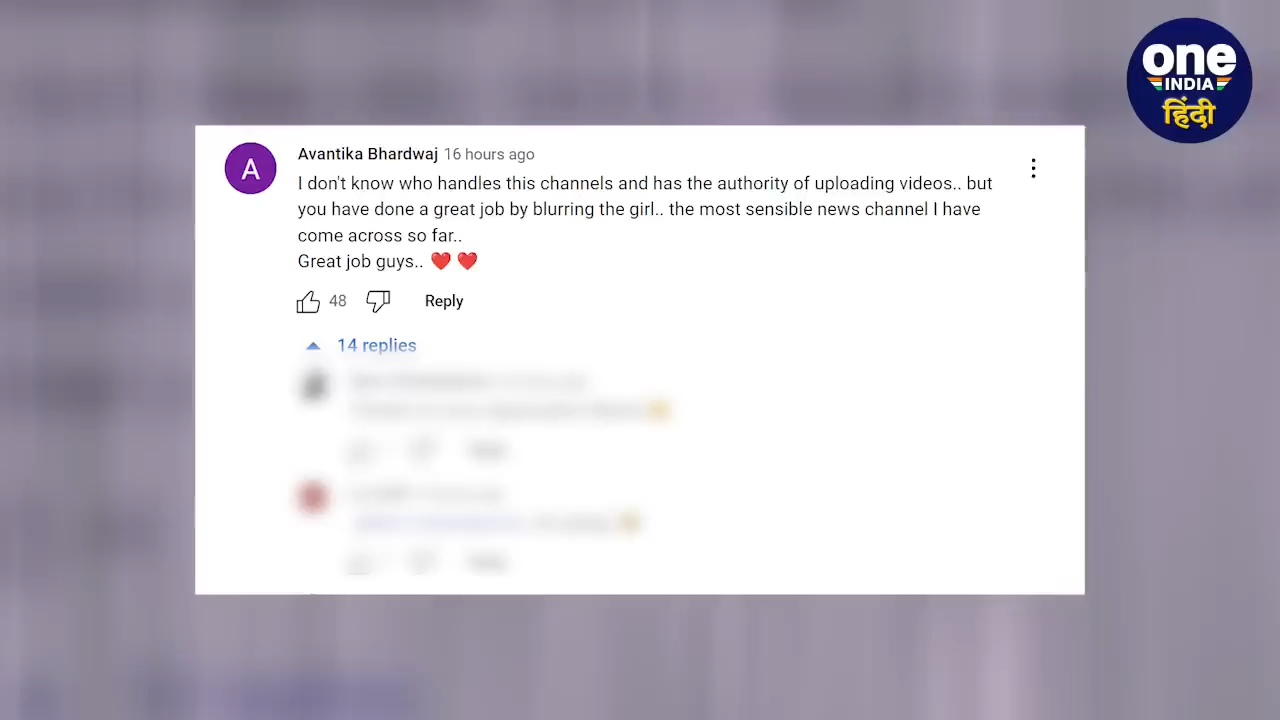 one
INDIA
हिंदी
A
Avantika Bhardwaj 16 hours ago
I don't know who handles this channels and has the authority of uploading videos.. but
you have done a great job by blurring the girl.. the most sensible news channel I have
come across so far..
Great job guys.. ❤️ ❤️
48 Reply
14 replies